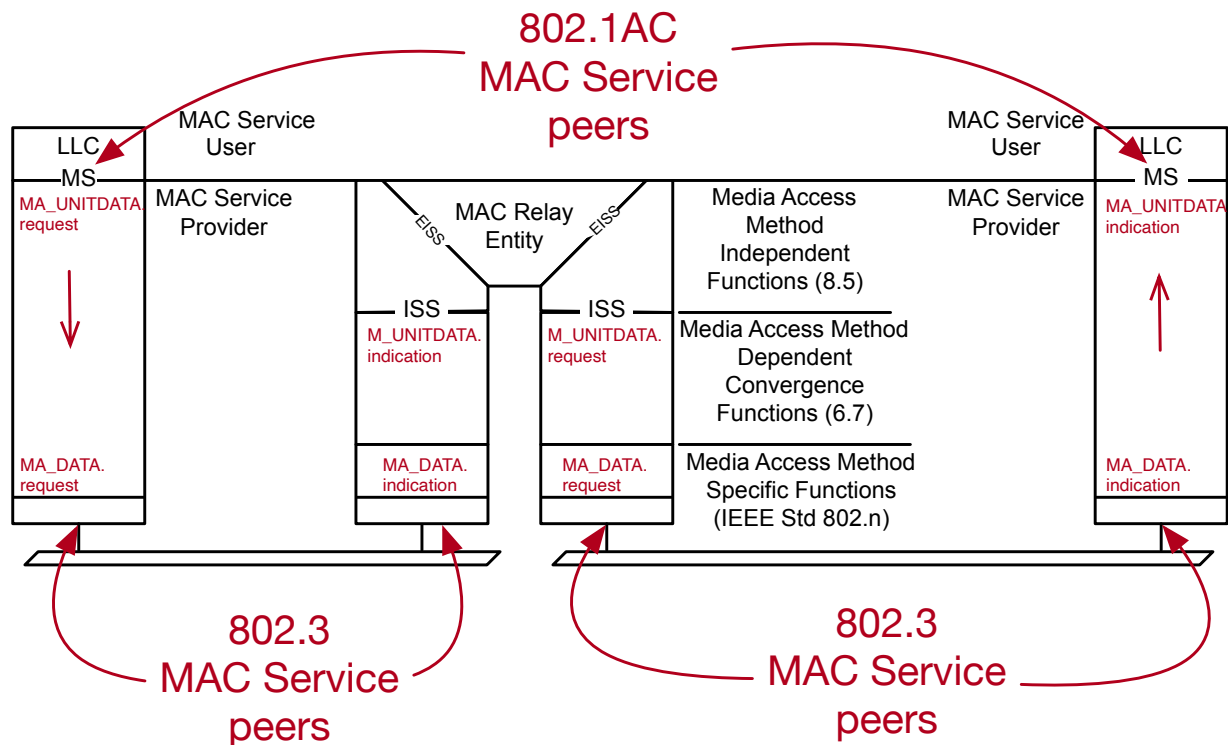 802.1AC
MAC Service
peers
LLC
MS
MA_UNITDATA.
request
MA_DATA.
request
MAC Service
User
MAC Service
Provider
EISS
MAC Relay
Entity
EISS
ISS
M_UNITDATA.
indication
MA_DATA.
indication
ISS
M_UNITDATA.
request
MA_DATA.
request
Media Access
Method
Independent
Functions (8.5)
Media Access Method
Dependent
Convergence
Functions (6.7)
Media Access Method
Specific Functions
(IEEE Std 802.n)
MAC Service
User
MAC Service
Provider
LLC
MS
MA_UNITDATA
indication
MA_DATA.
indication
802.3
MAC Service
peers
802.3
MAC Service
peers